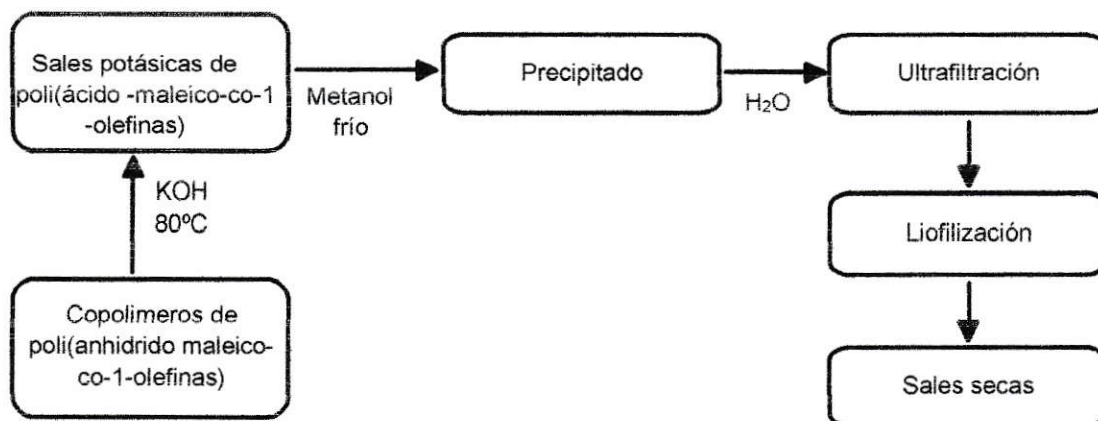 Sales potásicas de
poli(ácido -maleico-co-1
-olefinas)
Metanol
frío
Precipitado
H₂O
Ultrafiltración
KOH
80ºC
Liofilización
Copolimeros de
poli(anhidrido maleico-
co-1-olefinas)
Sales secas